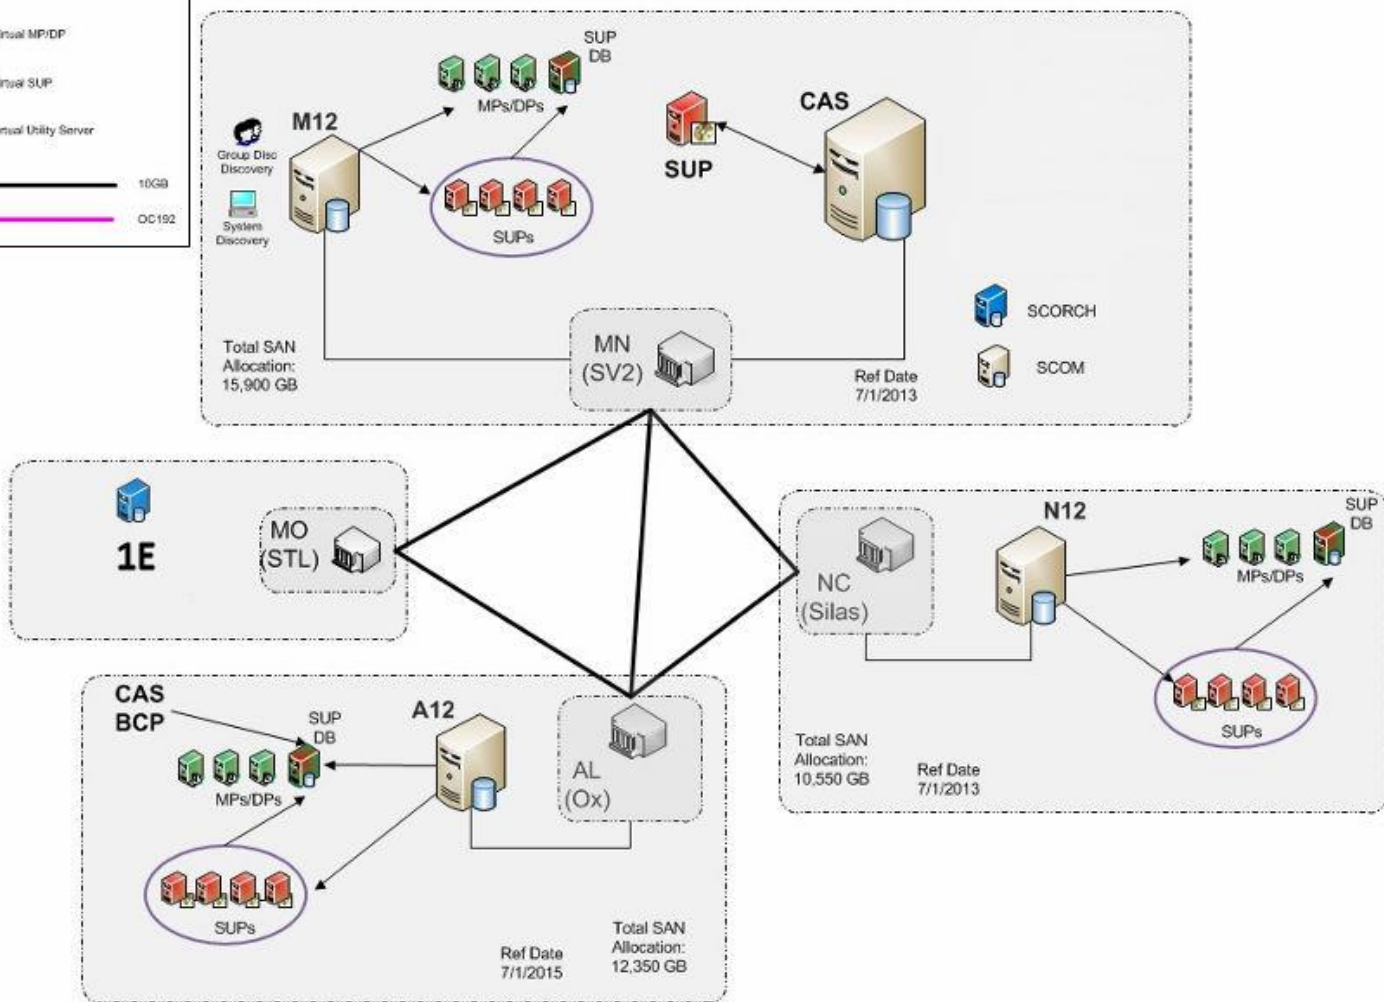 MP/DP
SUP
Utility Server
10GB
OC192
Group Disc
Discovery
System
Discovery
M12
MPs/DPs
SUP
DB
SUPs
SUP
CAS
SCORCH
SCOM
Total SAN
Allocation:
15,900 GB
MN
(SV2)
Ref Date
7/1/2013
1E
MO
(STL)
NC
(Silas)
N12
MPs/DPs
SUP
DB
SUPs
Total SAN
Allocation:
10,550 GB
Ref Date
7/1/2013
CAS
BCP
SUP
DB
MPs/DPs
A12
AL
(Ox)
SUPs
Ref Date
7/1/2015
Total SAN
Allocation:
12,350 GB